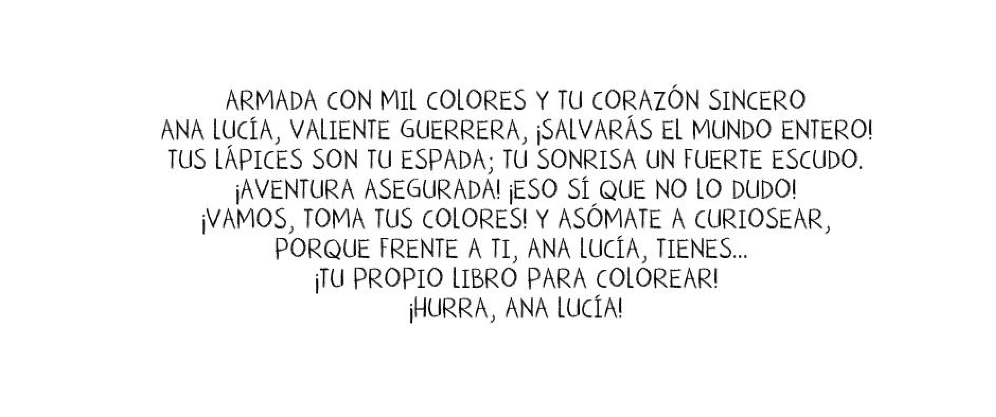 ARMADA CON MIL COLORES Y TU CORAZÓN SINCERO
ANA LUCÍA, VALIENTE GUERRERA, ¡SALVARÁS EL MUNDO ENTERO!
TUS LÁPICES SON TU ESPADA; TU SONRISA UN FUERTE ESCUDO.
¡AVENTURA ASEGURADA! ¡ESO SÍ QUE NO LO DUDO!
¡VAMOS, TOMA TUS COLORES! Y ASÓMATE A CURIOSEAR,
PORQUE FRENTE A TI, ANA LUCÍA, TIENES...
¡TU PROPIO LIBRO PARA COLOREAR!
¡HURRA, ANA LUCÍA!